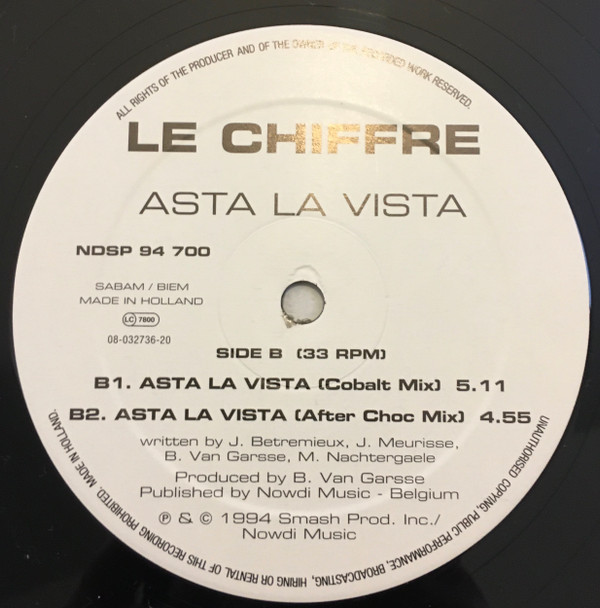 ALL RIGHTS OF THE PRODUCER AND OF THE OWNER OF THE RECORDED WORK RESERVED.
LE CHIFFRE
ASTA LA VISTA
NDSP 94 700
SABAM / BIEM
MADE IN HOLLAND
LC 7800
08-032736-20
SIDE B (33 RPM)
B1. ASTA LA VISTA (Cobalt Mix) 5.11
B2. ASTA LA VISTA (After Choc Mix) 4.55
written by J. Betremieux, J. Meurisse,
B. Van Garsse, M. Nachtergaele
Produced by B. Van Garsse
Published by Nowdi Music - Belgium
℗ & © 1994 Smash Prod. Inc./
Nowdi Music
UNAUTHORISED COPYING, PUBLIC PERFORMANCE, BROADCASTING, HIRING OR RENTAL OF THIS RECORDING PROHIBITED. MADE IN HOLLAND.